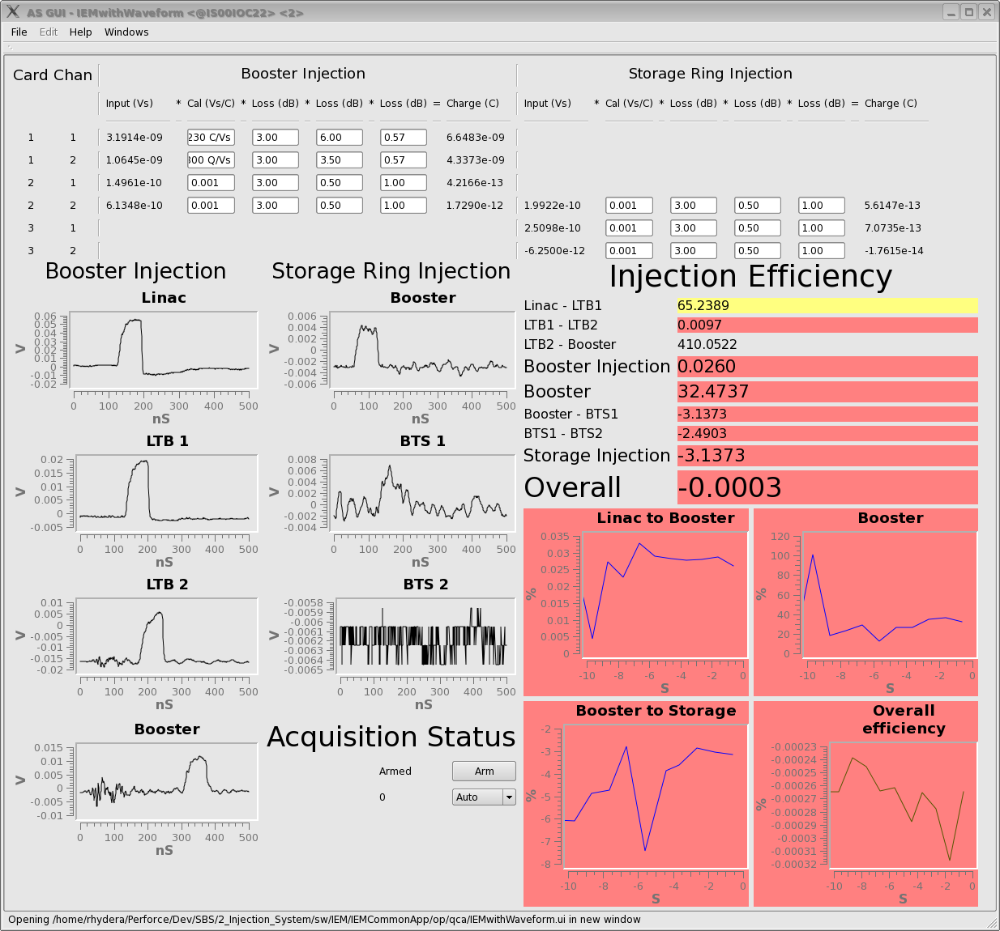 AS GUI - IEMwithWaveform <@IS00IOC22> <2>
File Edit Help Windows
Card Chan Booster Injection Storage Ring Injection
Input (Vs) * Cal (Vs/C) * Loss (dB) * Loss (dB) * Loss (dB) = Charge (C) Input (Vs) * Cal (Vs/C) * Loss (dB) * Loss (dB) * Loss (dB) = Charge (C)
1 1 3.1914e-09 230 C/Vs 3.00 6.00 0.57 6.6483e-09
1 2 1.0645e-09 300 Q/Vs 3.00 3.50 0.57 4.3373e-09
2 1 1.4961e-10 0.001 3.00 0.50 1.00 4.2166e-13
2 2 6.1348e-10 0.001 3.00 0.50 1.00 1.7290e-12 1.9922e-10 0.001 3.00 0.50 1.00 5.6147e-13
3 1 2.5098e-10 0.001 3.00 0.50 1.00 7.0735e-13
3 2 -6.2500e-12 0.001 3.00 0.50 1.00 -1.7615e-14
Booster Injection
Linac
0.06
0.05
0.04
0.03
0.02
0.01
0
-0.01
-0.02
V
0 100 200 300 400 500
nS
LTB 1
0.02
0.015
0.01
0.005
0
-0.005
V
0 100 200 300 400 500
nS
LTB 2
0.01
0.005
0
-0.005
-0.01
-0.015
-0.02
V
0 100 200 300 400 500
nS
Booster
0.015
0.01
0.005
0
-0.005
-0.01
V
0 100 200 300 400 500
nS
Storage Ring Injection
Booster
0.006
0.004
0.002
0
-0.002
-0.004
-0.006
V
0 100 200 300 400 500
nS
BTS 1
0.008
0.006
0.004
0.002
0
-0.002
-0.004
V
0 100 200 300 400 500
nS
BTS 2
-0.0058
-0.0059
-0.006
-0.0061
-0.0062
-0.0063
-0.0064
-0.0065
V
0 100 200 300 400 500
nS
Acquisition Status
Armed Arm
0 Auto
Injection Efficiency
Linac - LTB1 65.2389
LTB1 - LTB2 0.0097
LTB2 - Booster 410.0522
Booster Injection 0.0260
Booster 32.4737
Booster - BTS1 -3.1373
BTS1 - BTS2 -2.4903
Storage Injection -3.1373
Overall -0.0003
Linac to Booster
0.035
0.03
0.025
0.02
0.015
0.01
0.005
0
%
-10 -8 -6 -4 -2 0
S
Booster
120
100
80
60
40
20
0
%
-10 -8 -6 -4 -2 0
S
Booster to Storage
-2
-3
-4
-5
-6
-7
-8
%
-10 -8 -6 -4 -2 0
S
Overall
efficiency
-0.00023
-0.00024
-0.00025
-0.00026
-0.00027
-0.00028
-0.00029
-0.0003
-0.00031
-0.00032
%
-10 -8 -6 -4 -2 0
S
Opening /home/rhydera/Perforce/Dev/SBS/2_Injection_System/sw/IEM/IEMCommonApp/op/qca/IEMwithWaveform.ui in new window